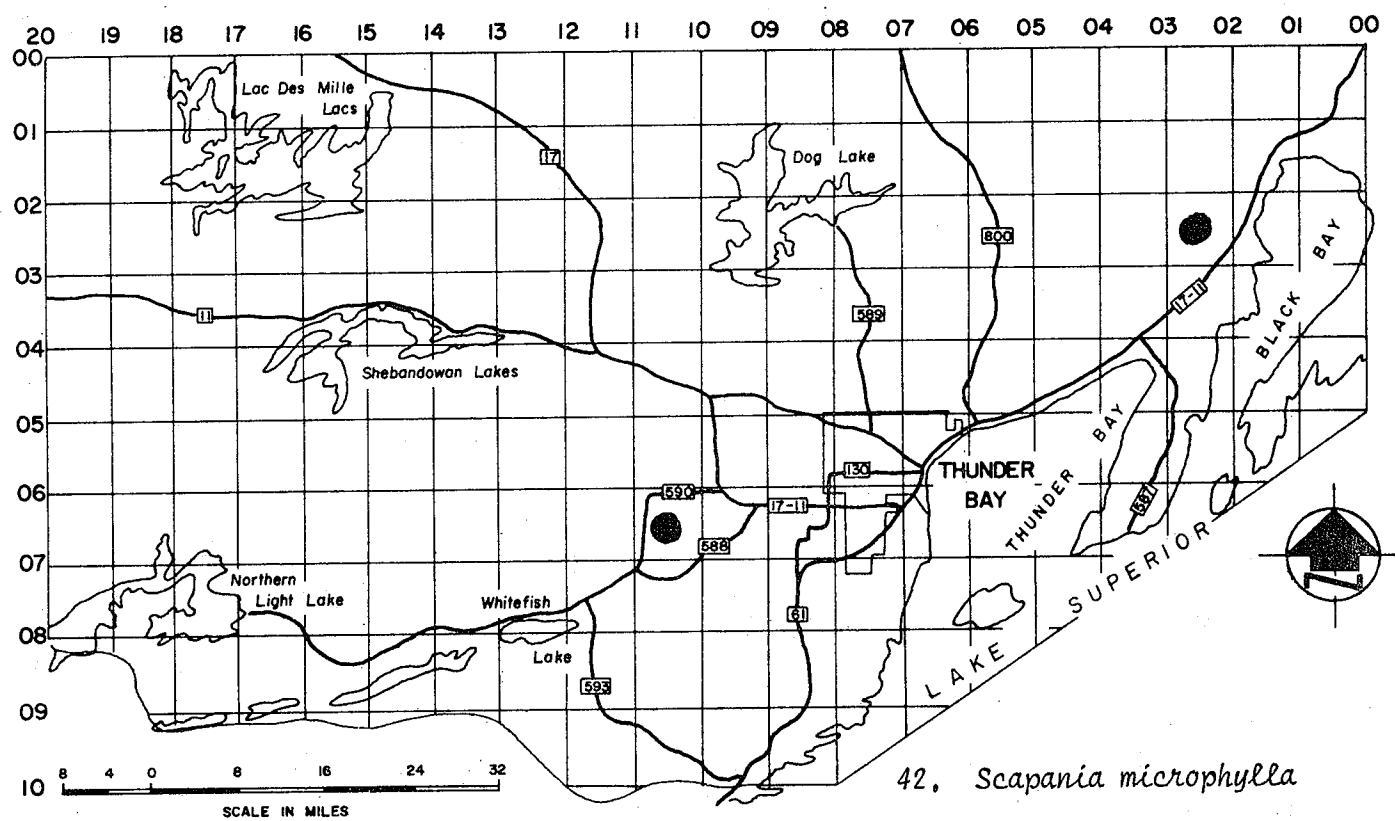 20 19 18 17 16 15 14 13 12 11 10 09 08 07 06 05 04 03 02 01 00
00
01
02
03
04
05
06
07
08
09
10
Lac Des Mille
Lacs
17
Dog Lake
800
17-11
BLACK BAY
11
589
Shebandowan Lakes
THUNDER BAY
130
THUNDER
BAY
590
17-11
587
588
LAKE SUPERIOR
N
Northern
Light Lake
Whitefish
Lake
61
593
8 4 0 8 16 24 32
SCALE IN MILES
42. Scapania microphylla